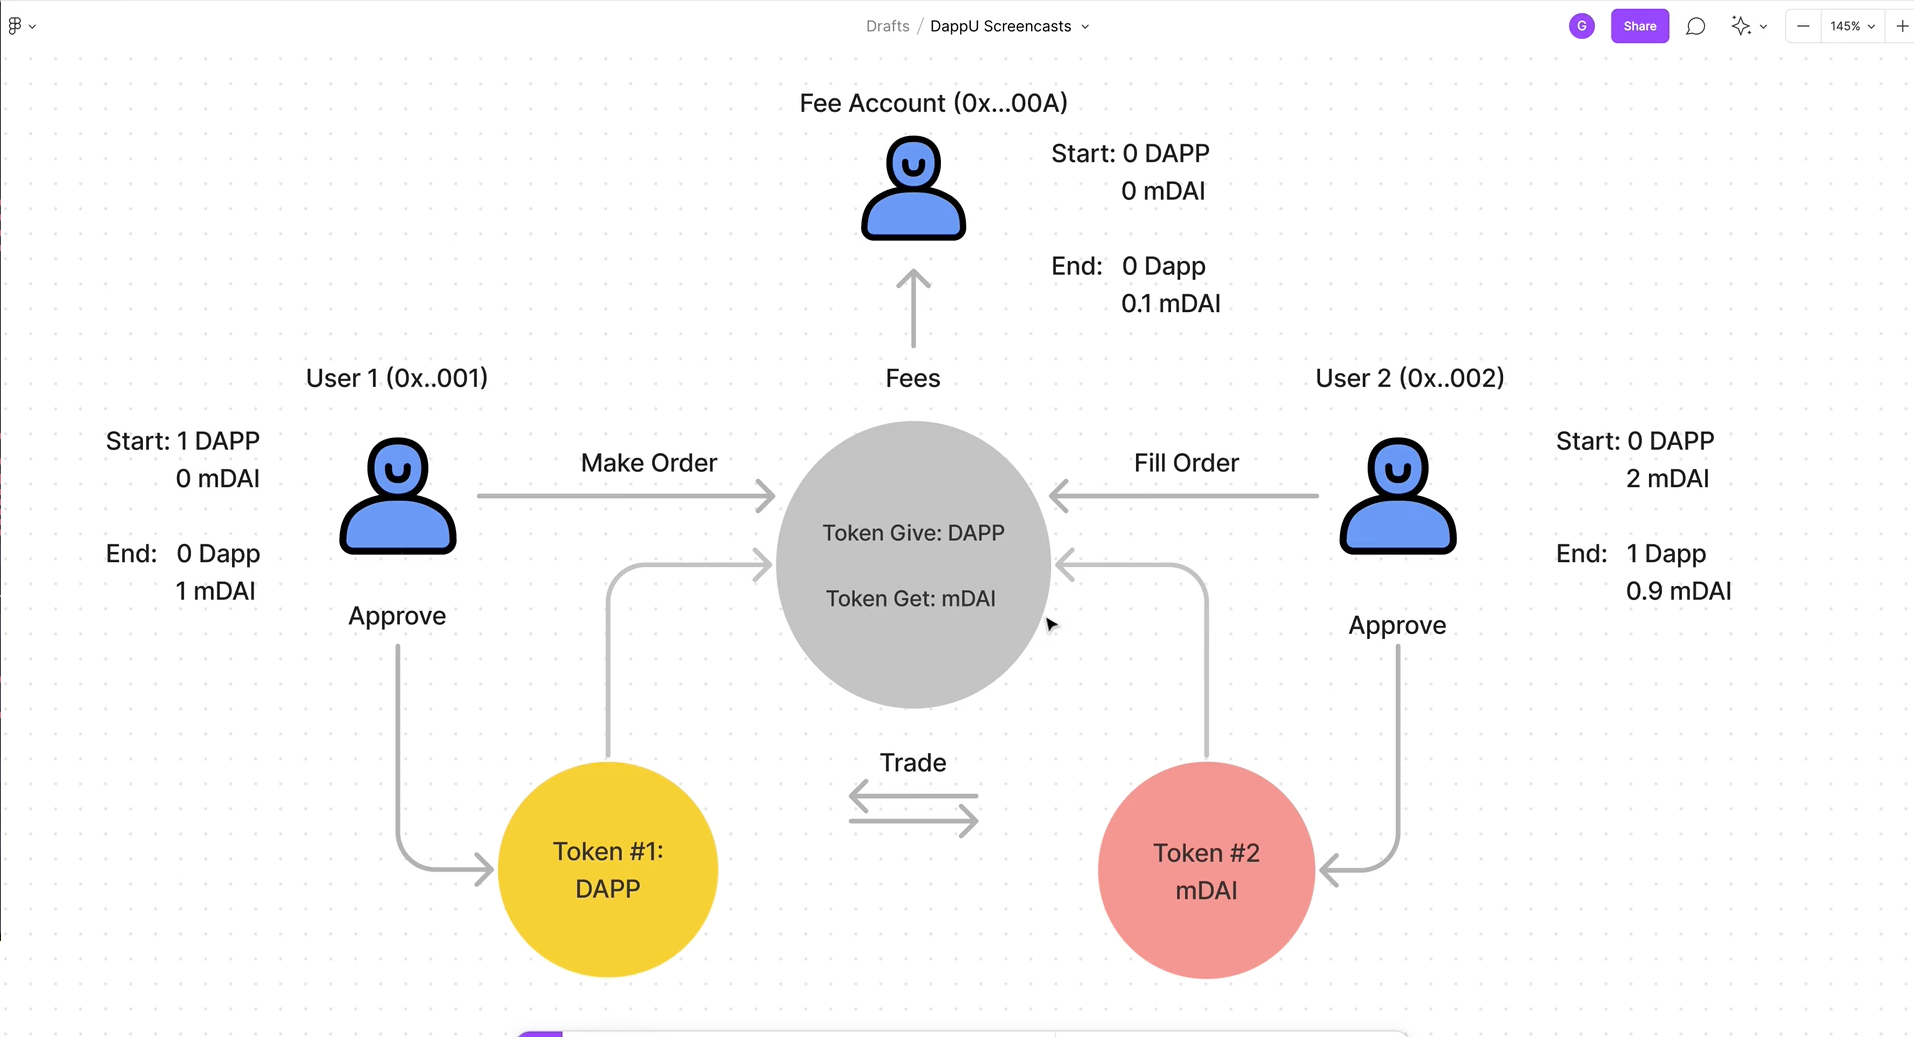 Drafts / DappU Screencasts
G
Share
145%
Fee Account (0x...00A)
Start: 0 DAPP
0 mDAI
End: 0 Dapp
0.1 mDAI
Fees
User 1 (0x..001)
Start: 1 DAPP
0 mDAI
End: 0 Dapp
1 mDAI
Make Order
Approve
Token Give: DAPP
Token Get: mDAI
Fill Order
User 2 (0x..002)
Start: 0 DAPP
2 mDAI
End: 1 Dapp
0.9 mDAI
Approve
Trade
Token #1:
DAPP
Token #2
mDAI